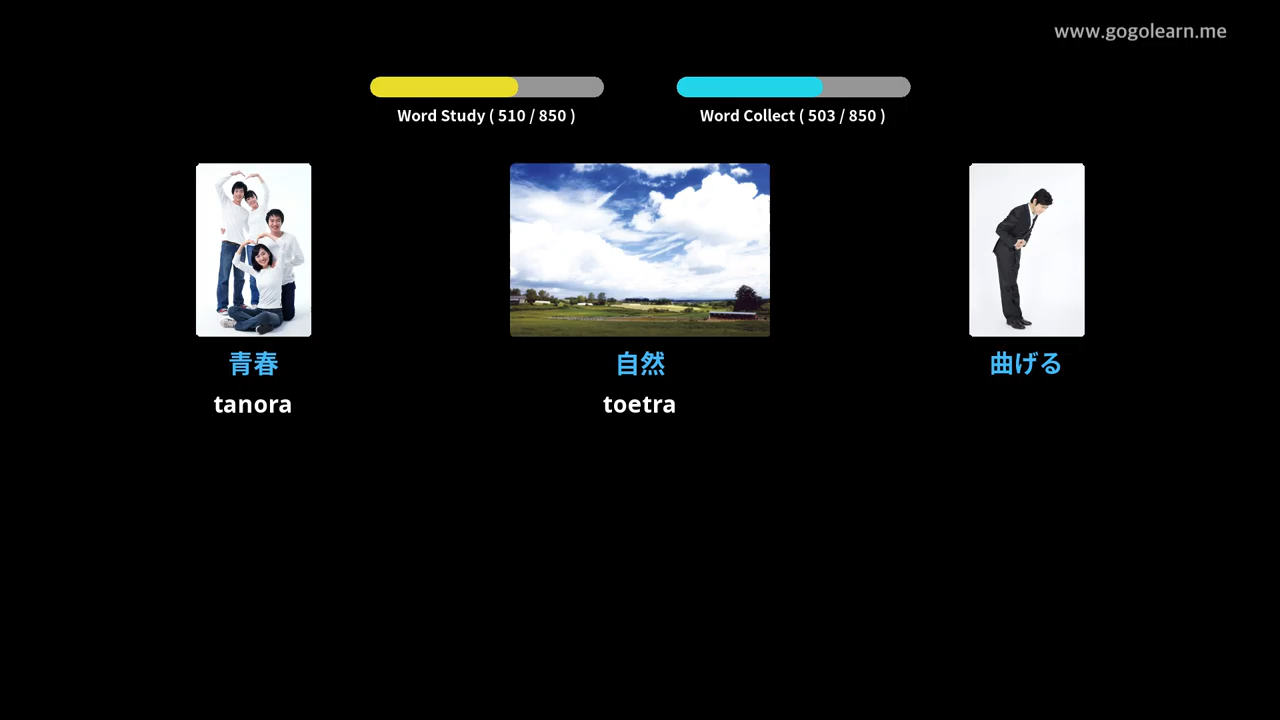 www.gogolearn.me
Word Study ( 510 / 850 )
Word Collect ( 503 / 850 )
青春
自然
曲げる
tanora
toetra